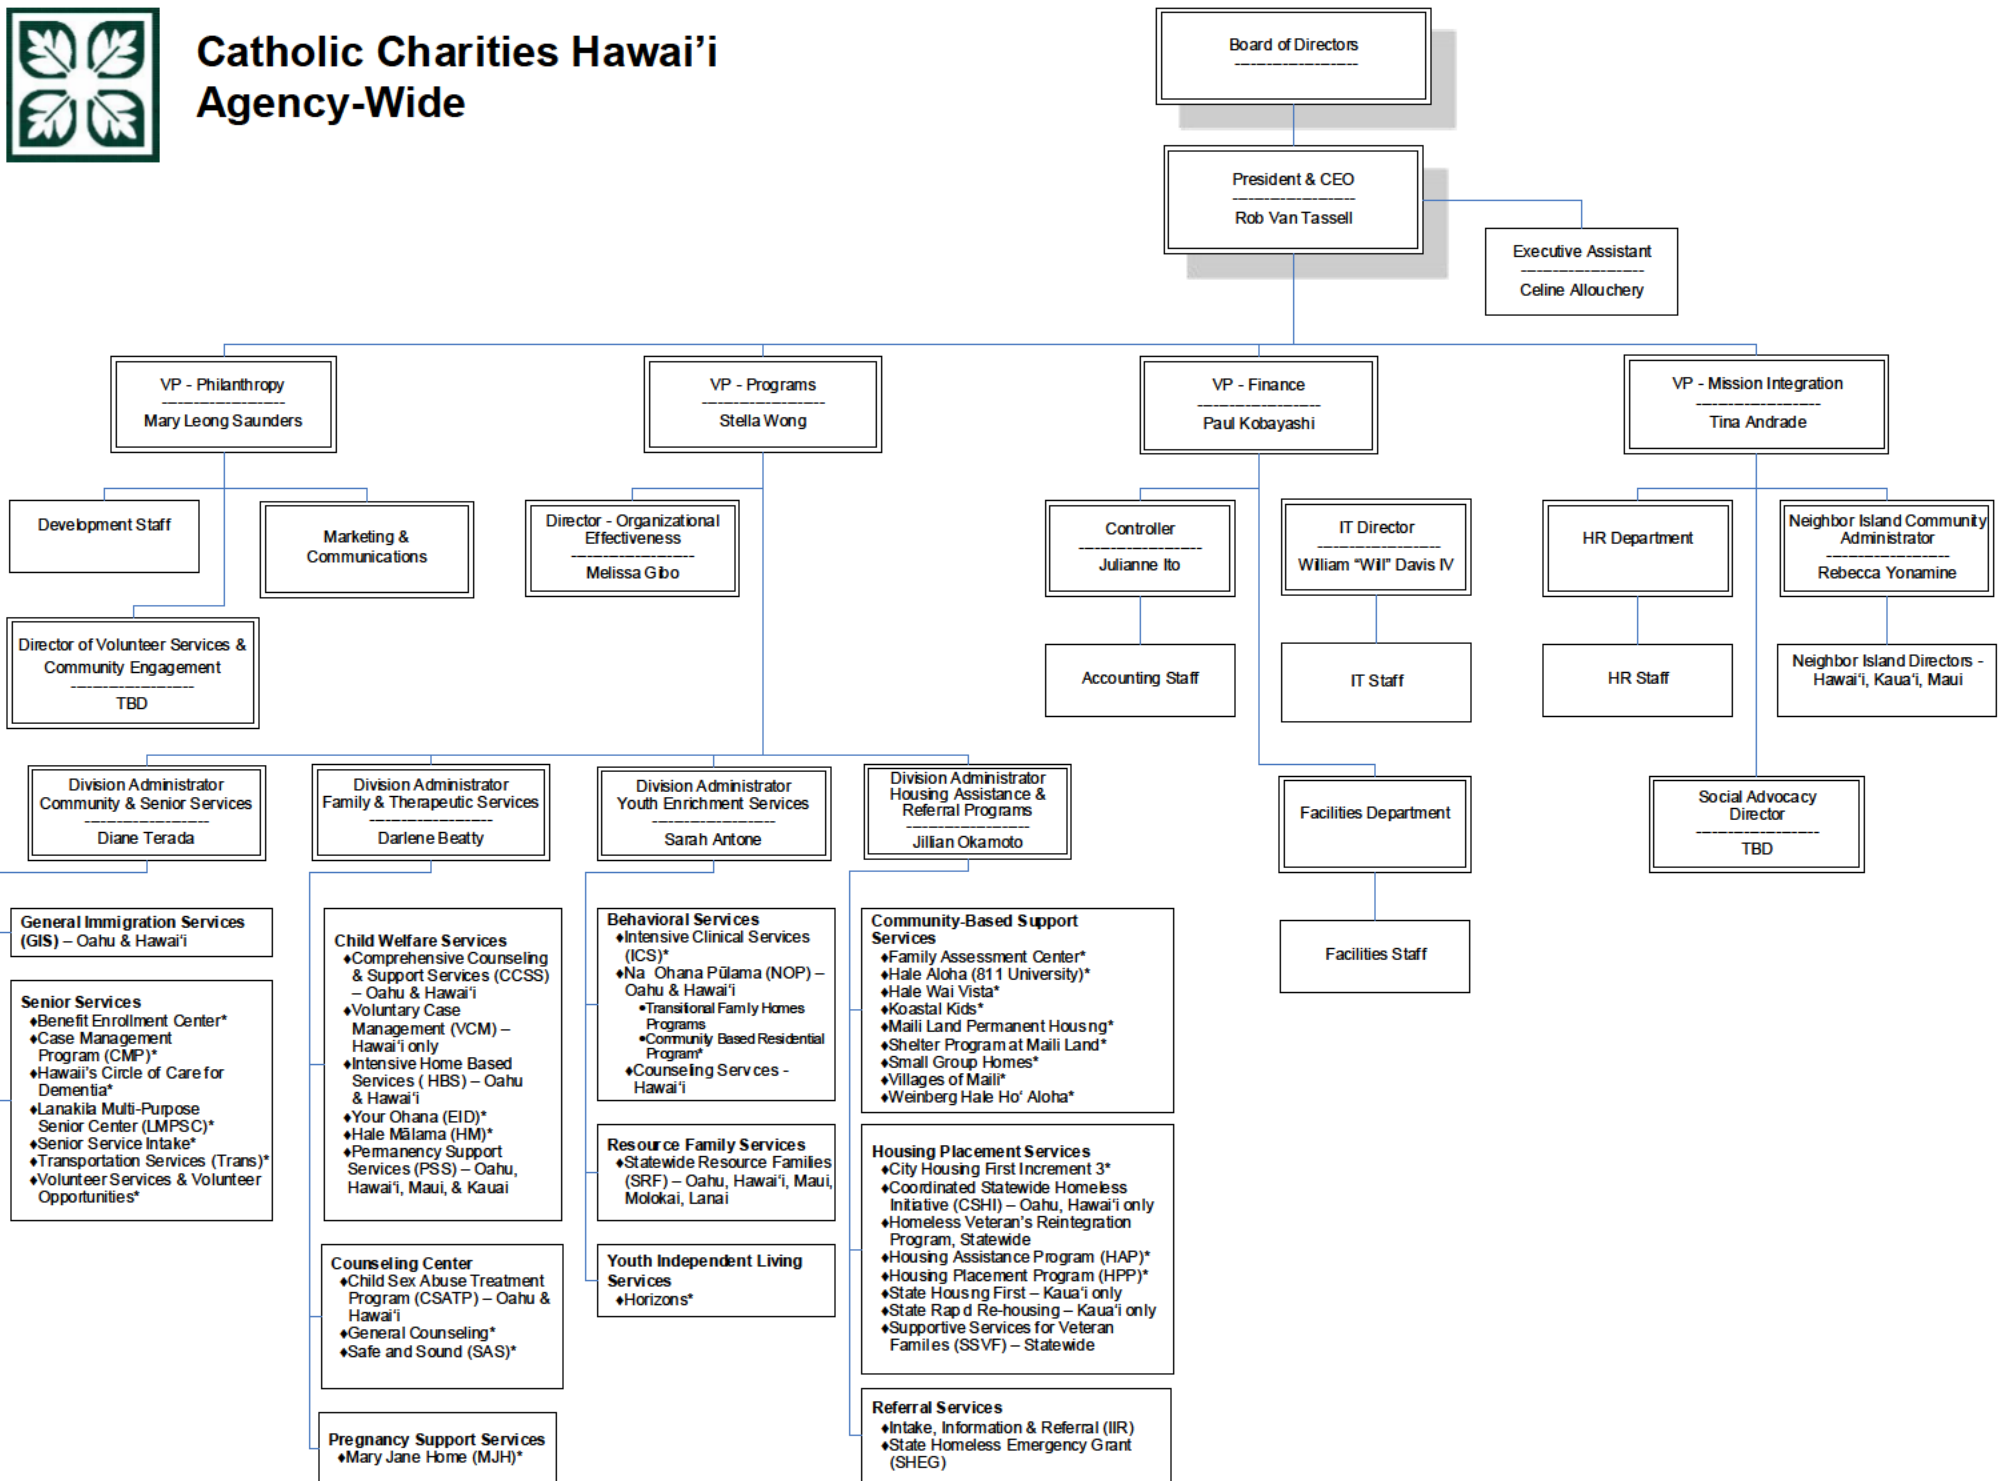 Catholic Charities Hawai’i
Agency-Wide
Board of Directors
----------------------
President & CEO
----------------------
Rob Van Tassell
Executive Assistant
----------------------
Celine Allouchery
VP - Philanthropy
----------------------
Mary Leong Saunders
VP - Programs
----------------------
Stella Wong
VP - Finance
----------------------
Paul Kobayashi
VP - Mission Integration
----------------------
Tina Andrade
Development Staff
Marketing &
Communications
Director of Volunteer Services &
Community Engagement
----------------------
TBD
Director - Organizational
Effectiveness
----------------------
Melissa Gibo
Controller
----------------------
Julianne Ito
IT Director
----------------------
William “Will” Davis IV
HR Department
Neighbor Island Community
Administrator
----------------------
Rebecca Yonamine
Accounting Staff
IT Staff
HR Staff
Neighbor Island Directors -
Hawai‘i, Kaua‘i, Maui
Division Administrator
Community & Senior Services
----------------------
Diane Terada
Division Administrator
Family & Therapeutic Services
----------------------
Darlene Beatty
Division Administrator
Youth Enrichment Services
----------------------
Sarah Antone
Division Administrator
Housing Assistance &
Referral Programs
----------------------
Jillian Okamoto
Facilities Department
Social Advocacy
Director
----------------------
TBD
Facilities Staff
General Immigration Services
(GIS) – Oahu & Hawai‘i
Senior Services
♦Benefit Enrollment Center*
♦Case Management
Program (CMP)*
♦Hawaii’s Circle of Care for
Dementia*
♦Lanakila Multi-Purpose
Senior Center (LMPSC)*
♦Senior Service Intake*
♦Transportation Services (Trans)*
♦Volunteer Services & Volunteer
Opportunities*
Child Welfare Services
♦Comprehensive Counseling
& Support Services (CCSS)
– Oahu & Hawai‘i
♦Voluntary Case
Management (VCM) –
Hawai‘i only
♦Intensive Home Based
Services ( HBS) – Oahu
& Hawai‘i
♦Your Ohana (EID)*
♦Hale Mālama (HM)*
♦Permanency Support
Services (PSS) – Oahu,
Hawai‘i, Maui, & Kauai
Counseling Center
♦Child Sex Abuse Treatment
Program (CSATP) – Oahu &
Hawai‘i
♦General Counseling*
♦Safe and Sound (SAS)*
Pregnancy Support Services
♦Mary Jane Home (MJH)*
Behavioral Services
♦Intensive Clinical Services
(ICS)*
♦Na Ohana Pūlama (NOP) –
Oahu & Hawai‘i
•Transitional Family Homes
Programs
•Community Based Residential
Program*
♦Counseling Servces -
Hawai‘i
Resource Family Services
♦Statewide Resource Families
(SRF) – Oahu, Hawai‘i, Maui,
Molokai, Lanai
Youth Independent Living
Services
♦Horizons*
Community-Based Support
Services
♦Family Assessment Center*
♦Hale Aloha (811 University)*
♦Hale Wai Vista*
♦Koastal Kids*
♦Maili Land Permanent Housng*
♦Shelter Program at Maili Land*
♦Small Group Homes*
♦Villages of Maili*
♦Weinberg Hale Ho‘ Aloha*
Housing Placement Services
♦City Housing First Increment 3*
♦Coordinated Statewide Homeless
Initiative (CSHI) – Oahu, Hawai‘i only
♦Homeless Veteran’s Reintegration
Program, Statewide
♦Housing Assistance Program (HAP)*
♦Housing Placement Program (HPP)*
♦State Housng First – Kaua‘i only
♦State Rap d Re-housing – Kaua‘i only
♦Supportive Services for Veteran
Familes (SSVF) – Statewide
Referral Services
♦Intake, Information & Referral (IIR)
♦State Homeless Emergency Grant
(SHEG)